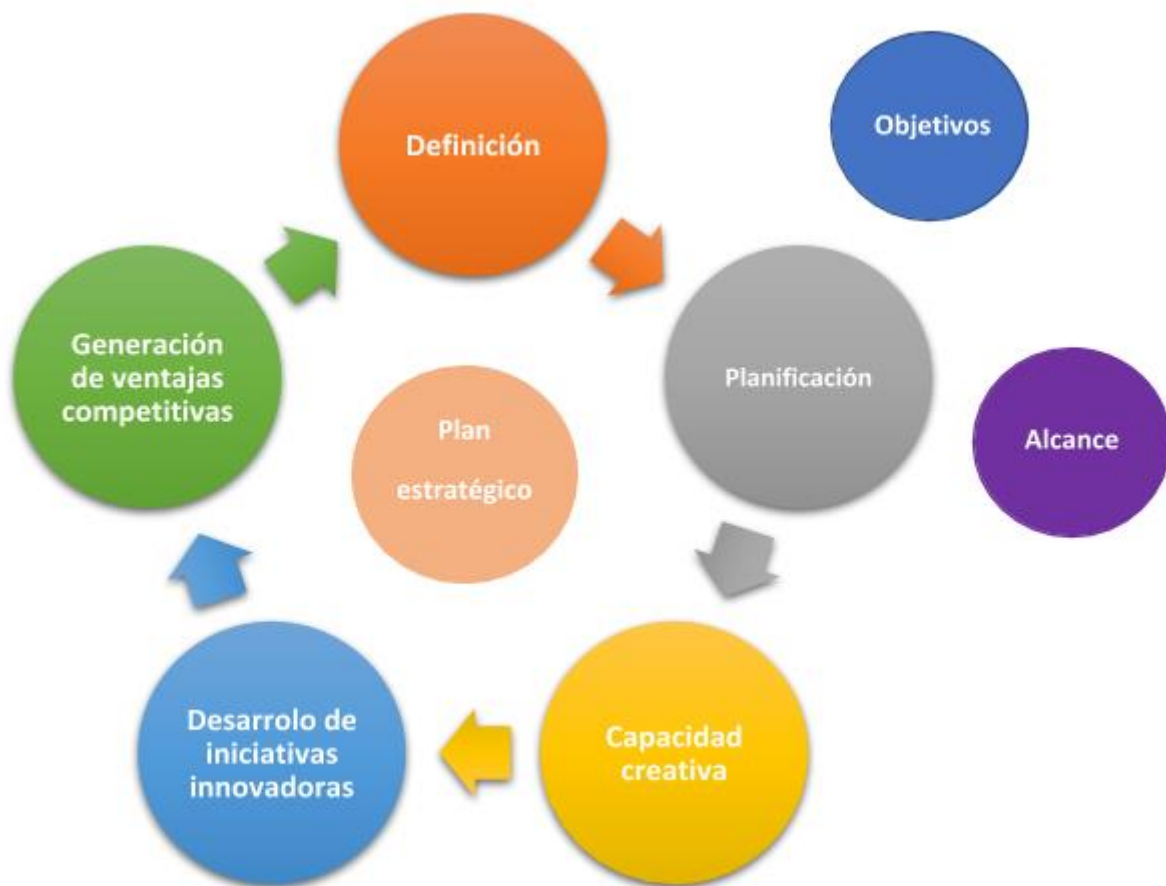 Definición
Objetivos
Planificación
Alcance
Capacidad
creativa
Desarrolo de
iniciativas
innovadoras
Generación
de ventajas
competitivas
Plan
estratégico